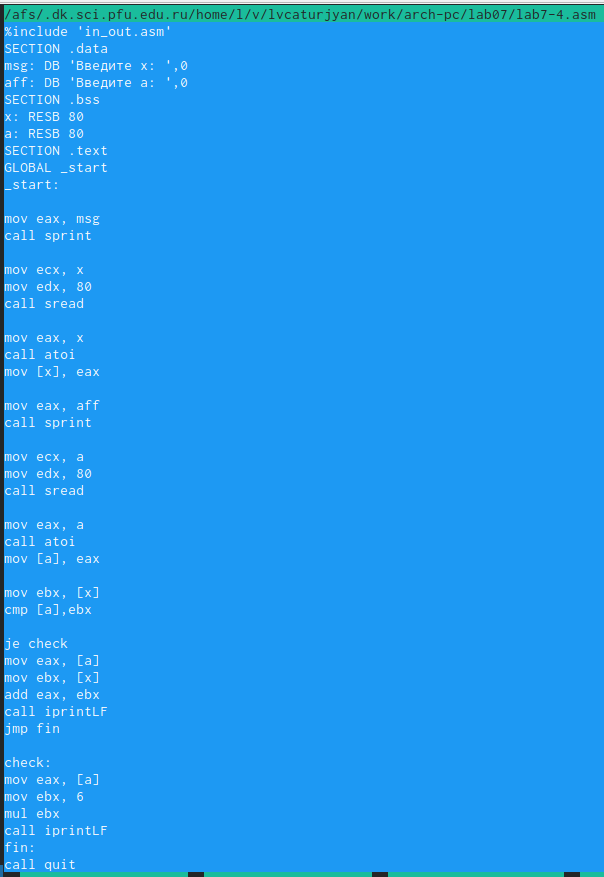 /afs/.dk.sci.pfu.edu.ru/home/l/v/lvcaturjyan/work/arch-pc/lab07/lab7-4.asm
%include 'in_out.asm'
SECTION .data
msg: DB 'Введите x: ',0
aff: DB 'Введите a: ',0
SECTION .bss
x: RESB 80
a: RESB 80
SECTION .text
GLOBAL _start
_start:
mov eax, msg
call sprint
mov ecx, x
mov edx, 80
call sread
mov eax, x
call atoi
mov [x], eax
mov eax, aff
call sprint
mov ecx, a
mov edx, 80
call sread
mov eax, a
call atoi
mov [a], eax
mov ebx, [x]
cmp [a],ebx
je check
mov eax, [a]
mov ebx, [x]
add eax, ebx
call iprintLF
jmp fin
check:
mov eax, [a]
mov ebx, 6
mul ebx
call iprintLF
fin:
call quit